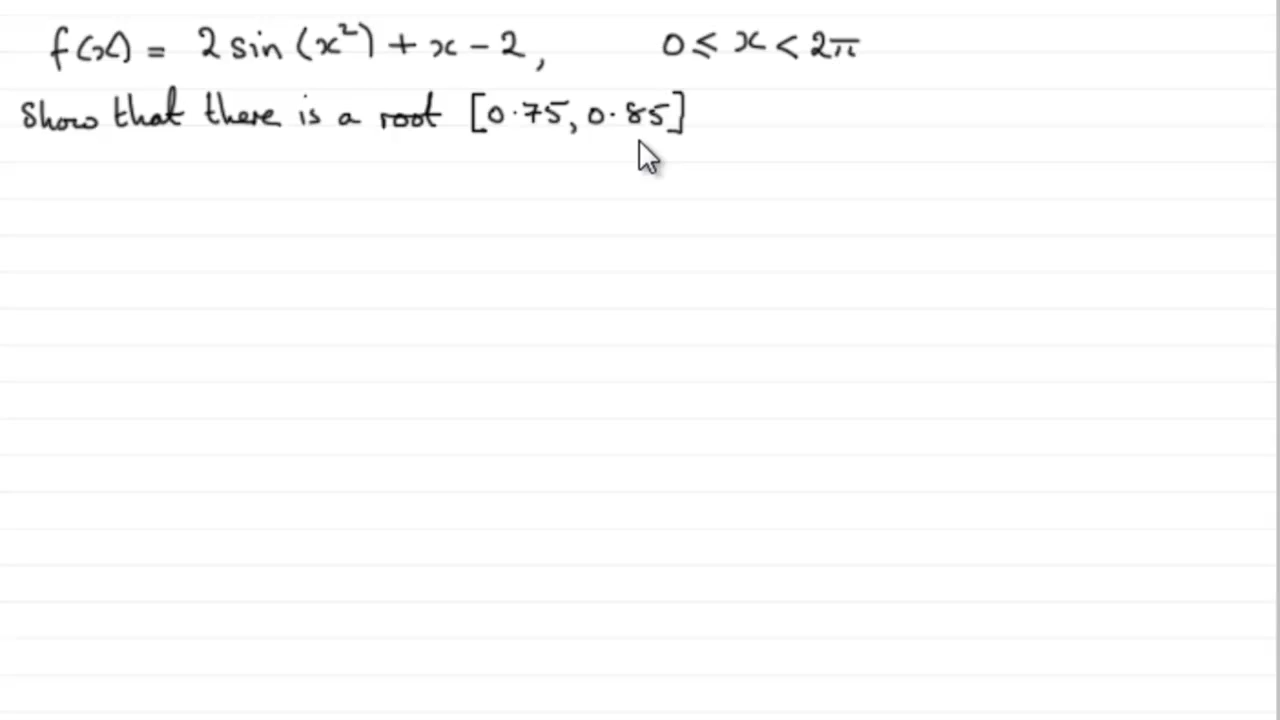 f(x) = 2 sin (x²) + x - 2, 0 ≤ x < 2π
Show that there is a root [0.75, 0.85]